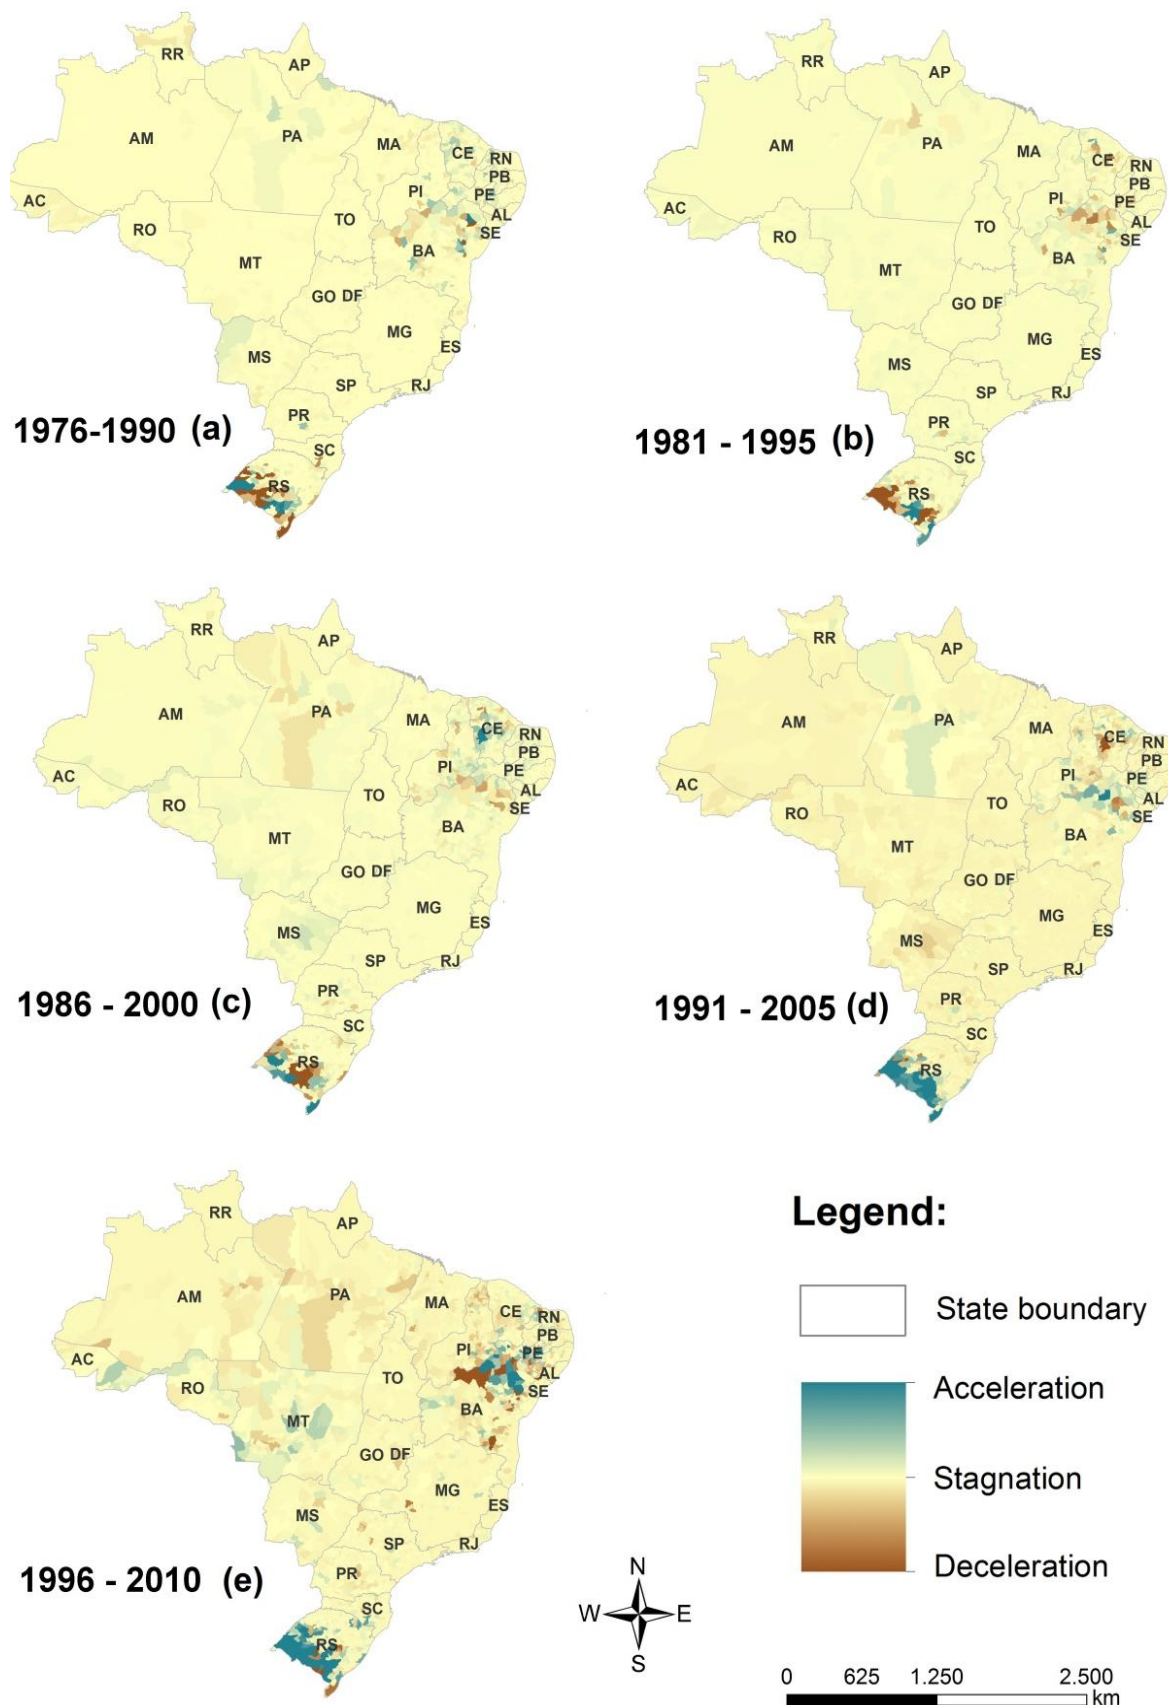 RR
AP
AM
PA
MA
CE
RN
PB
PI
PE
AC
AL
TO
SE
RO
BA
MT
GO DF
MG
ES
MS
SP
RJ
PR
SC
RS
1976-1990 (a)
RR
AP
AM
PA
MA
CE
RN
PB
PI
PE
AC
AL
TO
SE
RO
BA
MT
GO DF
MG
ES
MS
SP
RJ
PR
SC
RS
1981 - 1995 (b)
RR
AP
AM
PA
MA
CE
RN
PB
PI
PE
AC
AL
TO
SE
RO
BA
MT
GO DF
MG
ES
MS
SP
RJ
PR
SC
RS
1986 - 2000 (c)
RR
AP
AM
PA
MA
CE
RN
PB
PI
PE
AC
AL
TO
SE
RO
BA
MT
GO DF
MG
ES
MS
SP
RJ
PR
SC
RS
1991 - 2005 (d)
RR
AP
AM
PA
MA
CE
RN
PB
PI
PE
AC
AL
TO
SE
RO
BA
MT
GO DF
MG
ES
MS
SP
RJ
PR
SC
RS
1996 - 2010 (e)
Legend:
State boundary
Acceleration
Stagnation
Deceleration
N
W E
S
0 625 1.250 2.500
km